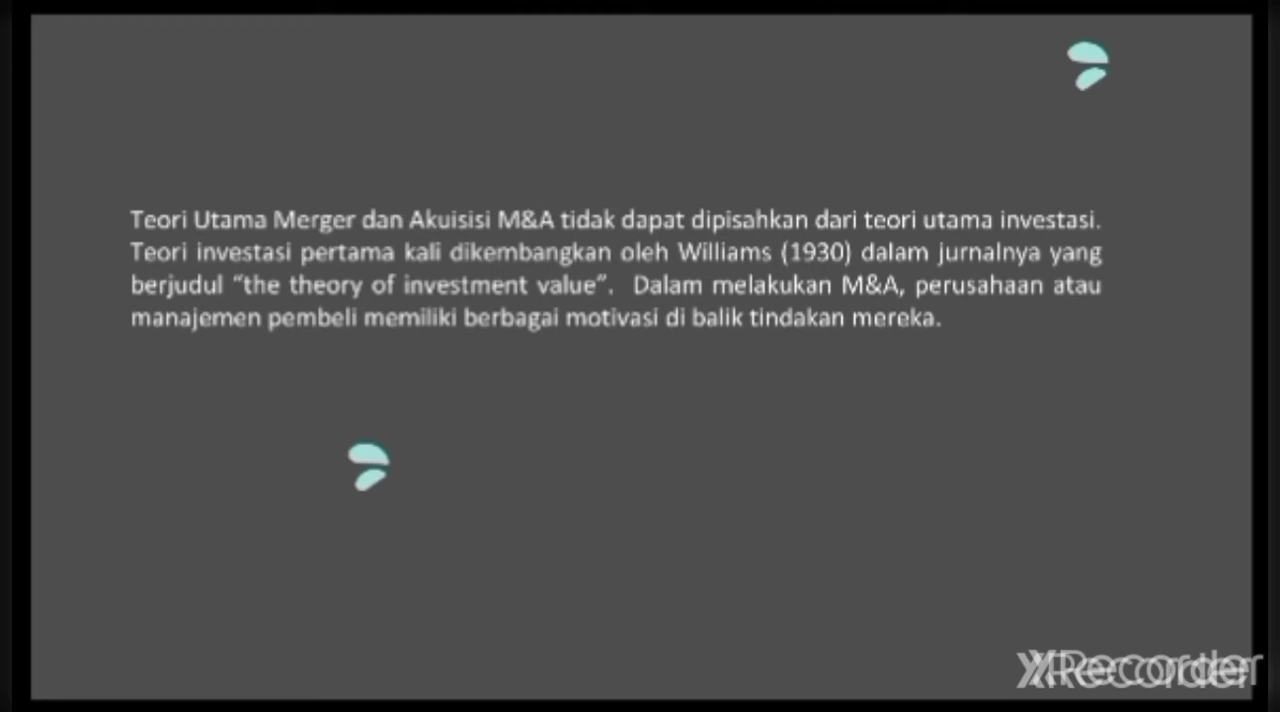 Teori Utama Merger dan Akuisisi M&A tidak dapat dipisahkan dari teori utama investasi.
Teori investasi pertama kali dikembangkan oleh Williams (1930) dalam jurnalnya yang
berjudul “the theory of investment value”. Dalam melakukan M&A, perusahaan atau
manajemen pembeli memiliki berbagai motivasi di balik tindakan mereka.
XRecorder